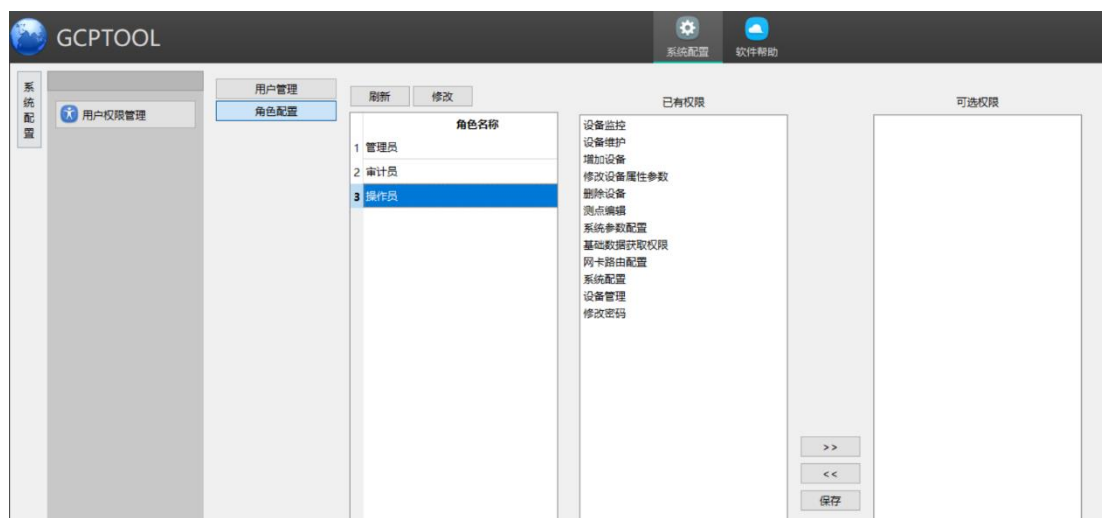 GCPTOOL
系统配置
软件帮助
系统配置
用户权限管理
用户管理
角色配置
刷新
修改
角色名称
1 管理员
2 审计员
3 操作员
已有权限
设备监控
设备维护
增加设备
修改设备属性参数
删除设备
测点编辑
系统参数配置
基础数据获取权限
网卡路由配置
系统配置
设备管理
修改密码
可选权限
>>
<<
保存